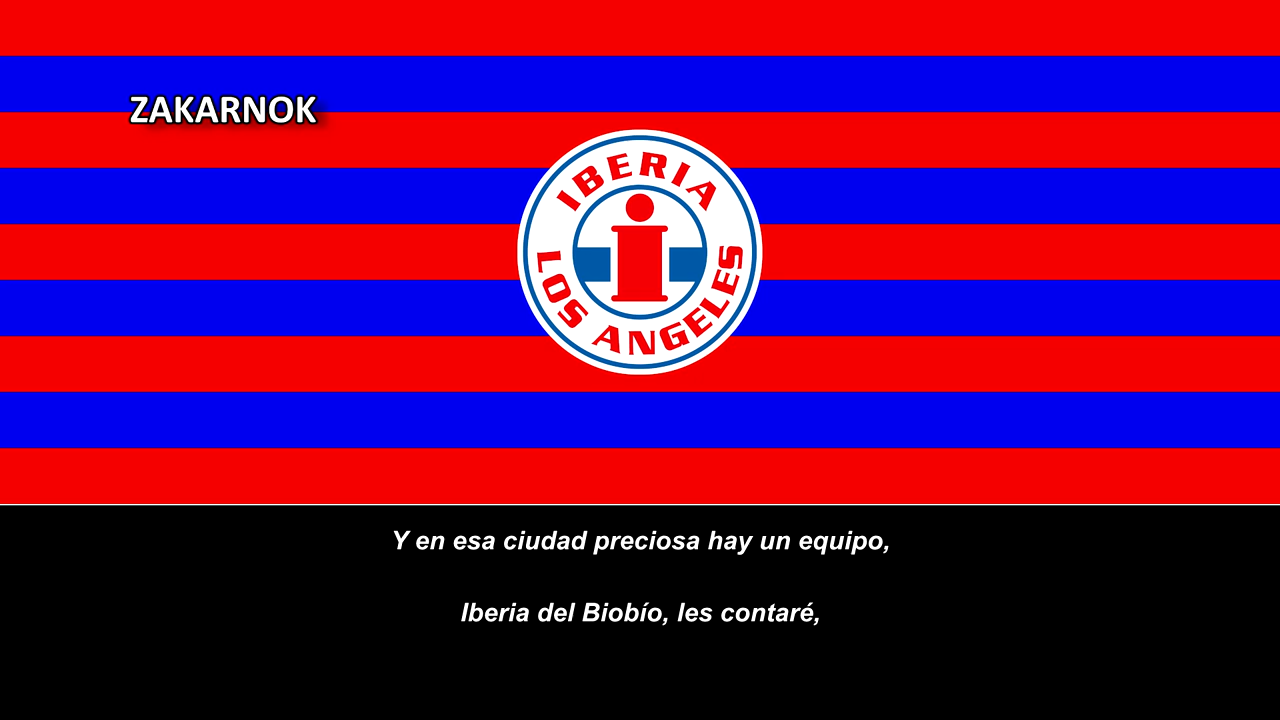 ZAKARNOK
IBERIA
LOS ANGELES
i
Y en esa ciudad preciosa hay un equipo,
Iberia del Biobío, les contaré,